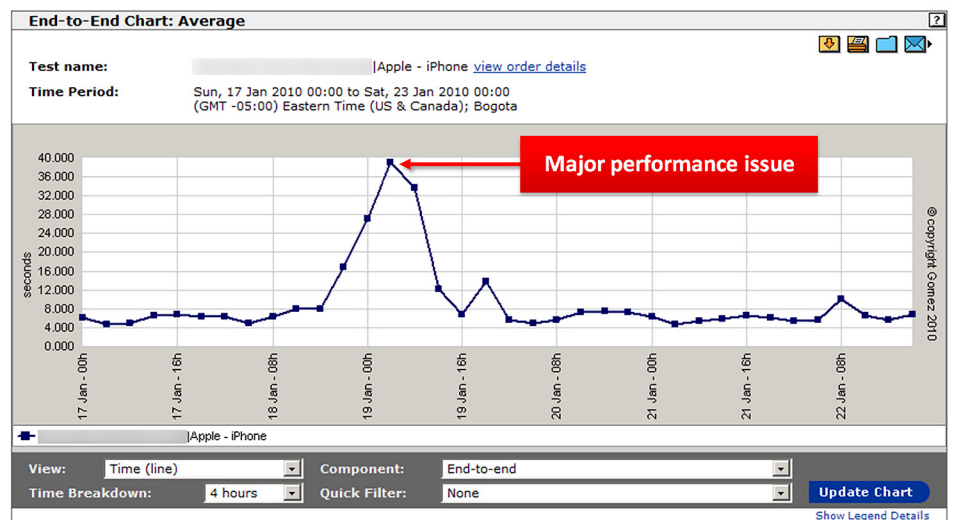 End-to-End Chart: Average
?
Test name:
|Apple - iPhone view order details
Time Period:
Sun, 17 Jan 2010 00:00 to Sat, 23 Jan 2010 00:00
(GMT -05:00) Eastern Time (US & Canada); Bogota
Major performance issue
40.000
36.000
32.000
28.000
24.000
20.000
16.000
12.000
8.000
4.000
0.000
seconds
17 Jan - 00h
17 Jan - 16h
18 Jan - 08h
19 Jan - 00h
19 Jan - 16h
20 Jan - 08h
21 Jan - 00h
21 Jan - 16h
22 Jan - 08h
© copyright Gomez 2010
|Apple - iPhone
View: Time (line) Component: End-to-end
Time Breakdown: 4 hours Quick Filter: None Update Chart
Show Legend Details